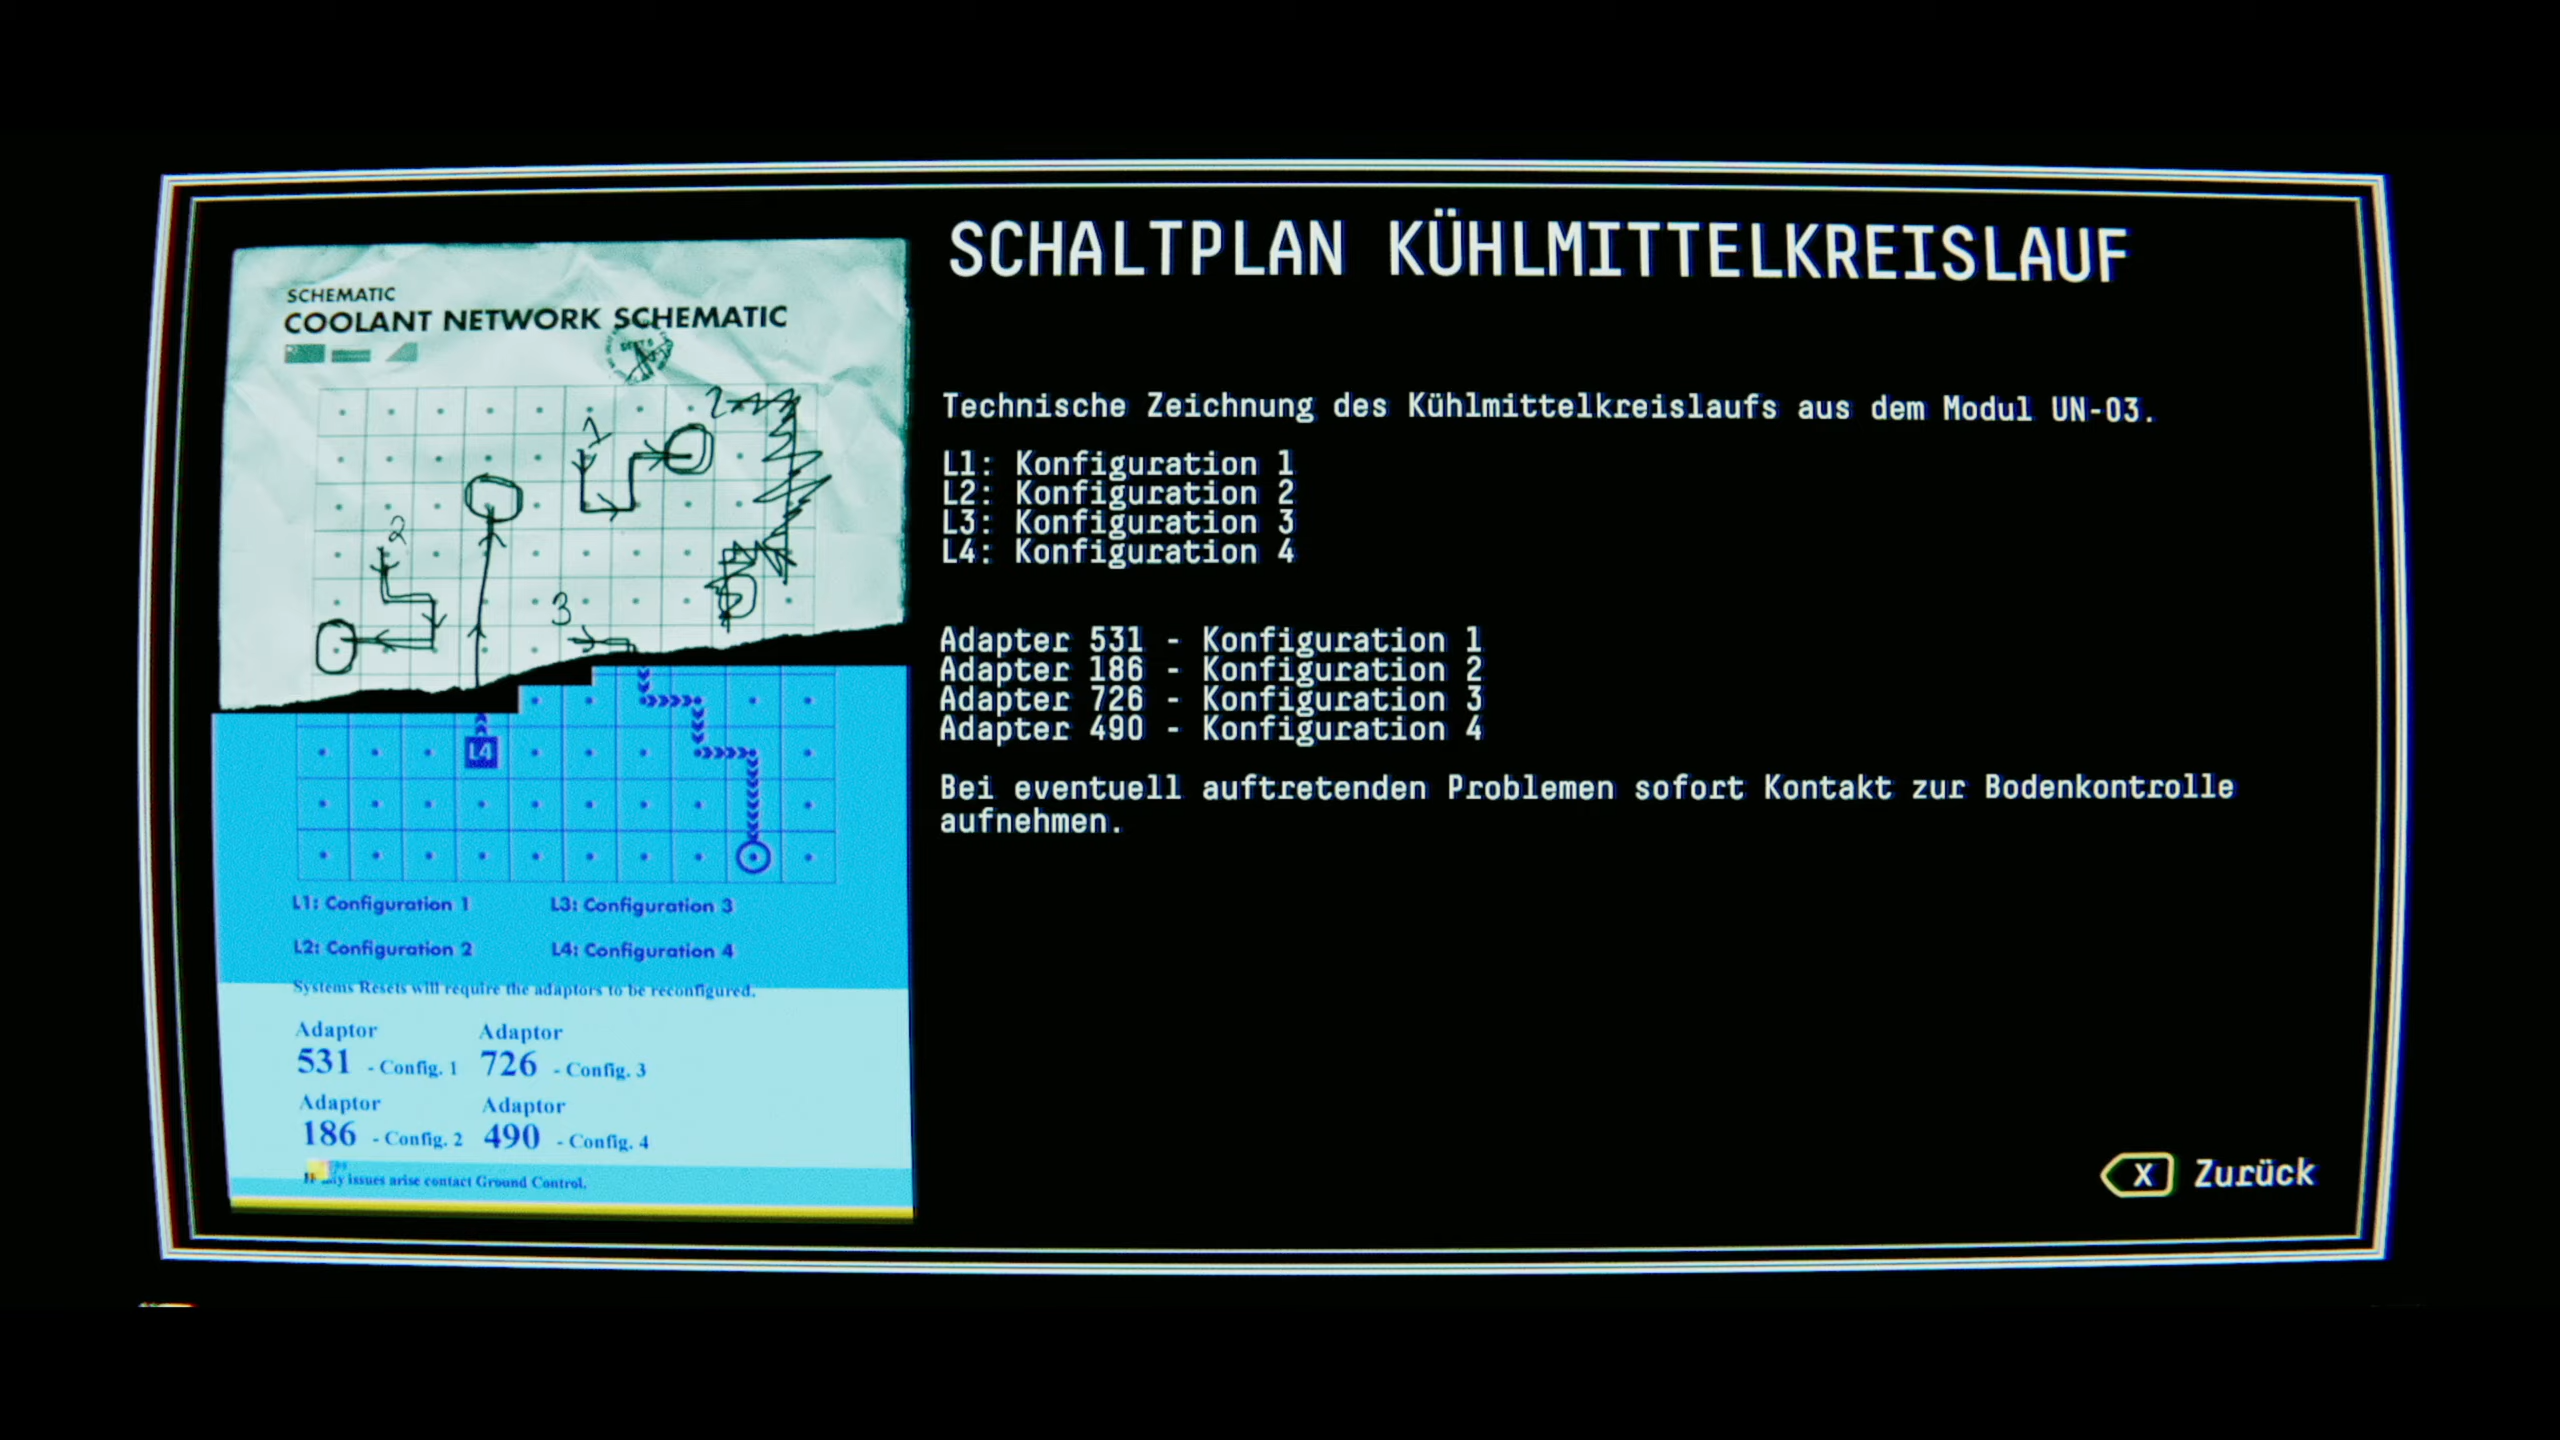 SCHALTPLAN KÜHLMITTELKREISLAUF
SCHEMATIC
COOLANT NETWORK SCHEMATIC
DEPT 6
1
2
2
3
L4
L1: Configuration 1
L3: Configuration 3
L2: Configuration 2
L4: Configuration 4
Systems Resets will require the adaptors to be reconfigured.
Adaptor
531 - Config. 1
Adaptor
726 - Config. 3
Adaptor
186 - Config. 2
Adaptor
490 - Config. 4
issues arise contact Ground Control.
Technische Zeichnung des Kühlmittelkreislaufs aus dem Modul UN-03.
L1: Konfiguration 1
L2: Konfiguration 2
L3: Konfiguration 3
L4: Konfiguration 4
Adapter 531 - Konfiguration 1
Adapter 186 - Konfiguration 2
Adapter 726 - Konfiguration 3
Adapter 490 - Konfiguration 4
Bei eventuell auftretenden Problemen sofort Kontakt zur Bodenkontrolle
aufnehmen.
X Zurück